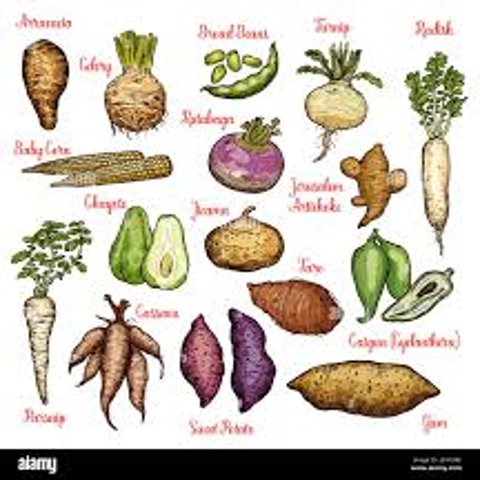 Arracacia
Celery
Broad Beans
Turnip
Radish
Rutabaga
Baby Corn
Jerusalem
Artichoke
Chayote
Jicama
Taro
Cassava
Caigua (Cyclanthera)
Parsnip
Sweet Potato
Yam
alamy